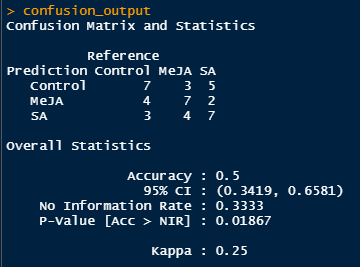 > confusion_output
Confusion Matrix and Statistics
Reference
Prediction Control MeJA SA
Control 7 3 5
MeJA 4 7 2
SA 3 4 7
Overall Statistics
Accuracy : 0.5
95% CI : (0.3419, 0.6581)
No Information Rate : 0.3333
P-Value [Acc > NIR] : 0.01867
Kappa : 0.25